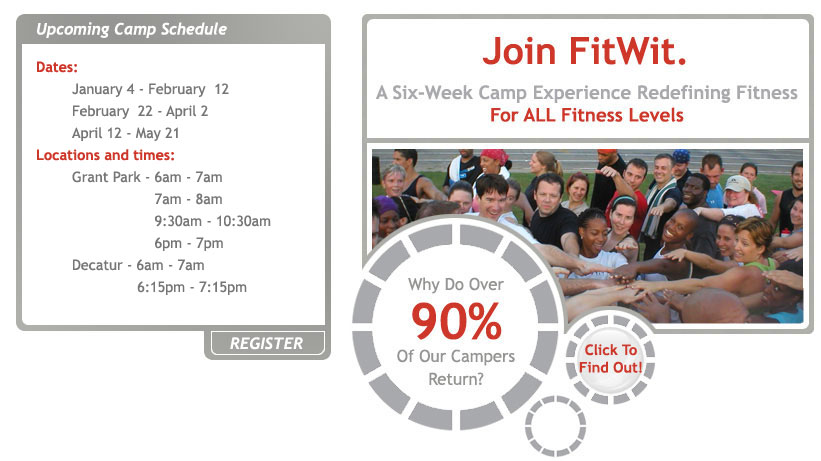 Upcoming Camp Schedule
Dates:
January 4 - February 12
February 22 - April 2
April 12 - May 21
Locations and times:
Grant Park - 6am - 7am
7am - 8am
9:30am - 10:30am
6pm - 7pm
Decatur - 6am - 7am
6:15pm - 7:15pm
REGISTER
Join FitWit.
A Six-Week Camp Experience Redefining Fitness
For ALL Fitness Levels
Why Do Over
90%
Of Our Campers
Return?
Click To
Find Out!